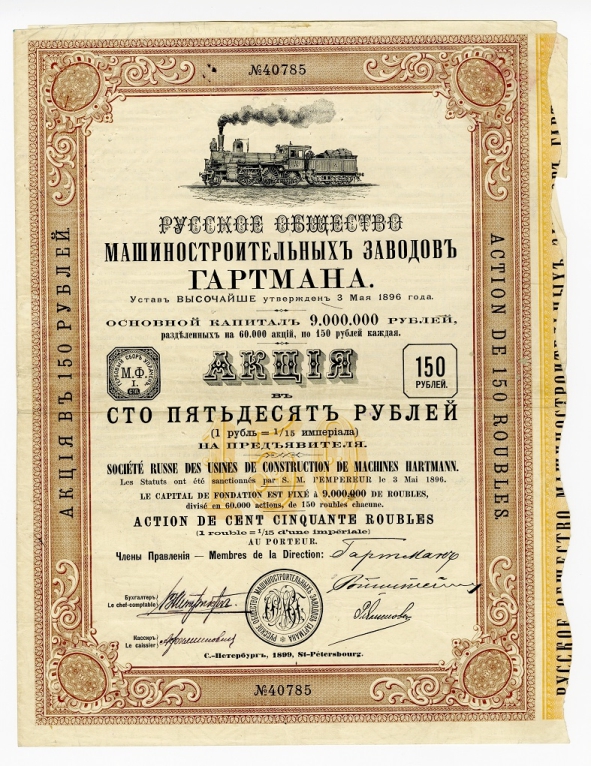 №40785
РУССКОЕ ОБЩЕСТВО
МАШИНОСТРОИТЕЛЬНЫХЪ ЗАВОДОВЪ
ГАРТМАНА.
Уставъ ВЫСОЧАЙШЕ утвержденъ 3 Мая 1896 года.
ОСНОВНОЙ КАПИТАЛЪ 9.000.000 РУБЛЕЙ,
раздѣленныхъ на 60.000 акцій, по 150 рублей каждая.
М.Ф.
I.
АКЦІЯ
150
РУБЛЕЙ.
ВЪ
СТО ПЯТЬДЕСЯТЪ РУБЛЕЙ
(1 рубль = 1/15 имперіала)
НА ПРЕДЪЯВИТЕЛЯ.
SOCIÉTÉ RUSSE DES USINES DE CONSTRUCTION DE MACHINES HARTMANN.
Les Statuts ont été sanctionnés par S. M. l'EMPEREUR le 3 Mai 1896.
LE CAPITAL DE FONDATION EST FIXÉ À 9.000.000 DE ROUBLES,
divisé en 60.000 actions, de 150 roubles chacune.
ACTION DE CENT CINQUANTE ROUBLES
(1 rouble = 1/15 d'une impériale)
AU PORTEUR.
Члены Правленія – Membres de la Direction: Гартманъ
Бухгалтеръ
Le chef-comptable
РУССКОЕ ОБЩЕСТВО МАШИНОСТРОИТЕЛЬНЫХЪ ЗАВОДОВЪ ГАРТМАНА
Кассиръ
Le caissier
С.-Петербургъ, 1899, St-Pétersbourg.
№40785
АКЦІЯ ВЪ 150 РУБЛЕЙ.
ACTION DE 150 ROUBLES.
РУССКОЕ ОБЩЕСТВО